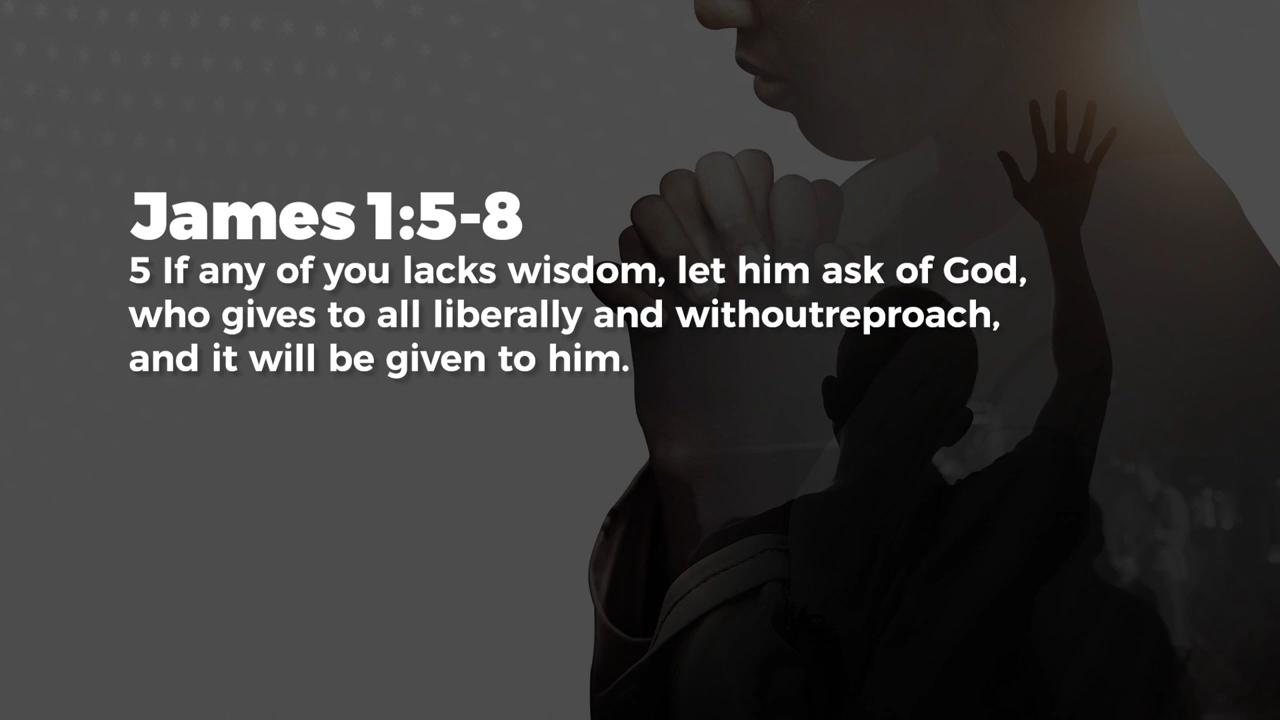 James 1:5-8
5 If any of you lacks wisdom, let him ask of God,
who gives to all liberally and withoutreproach,
and it will be given to him.